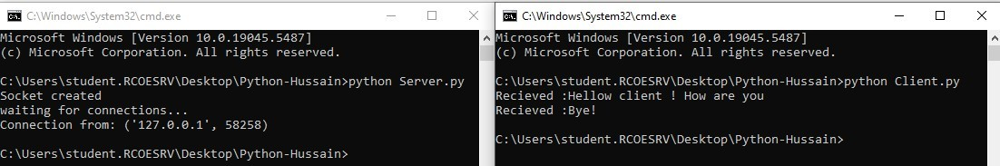 C:\Windows\System32\cmd.exe
Microsoft Windows [Version 10.0.19045.5487]
(c) Microsoft Corporation. All rights reserved.
C:\Users\student.RCOESRV\Desktop\Python-Hussain>python Server.py
Socket created
waiting for connections...
Connection from: ('127.0.0.1', 58258)
C:\Users\student.RCOESRV\Desktop\Python-Hussain>
C:\Windows\System32\cmd.exe
Microsoft Windows [Version 10.0.19045.5487]
(c) Microsoft Corporation. All rights reserved.
C:\Users\student.RCOESRV\Desktop\Python-Hussain>python Client.py
Recieved :Hellow client ! How are you
Recieved :Bye!
C:\Users\student.RCOESRV\Desktop\Python-Hussain>